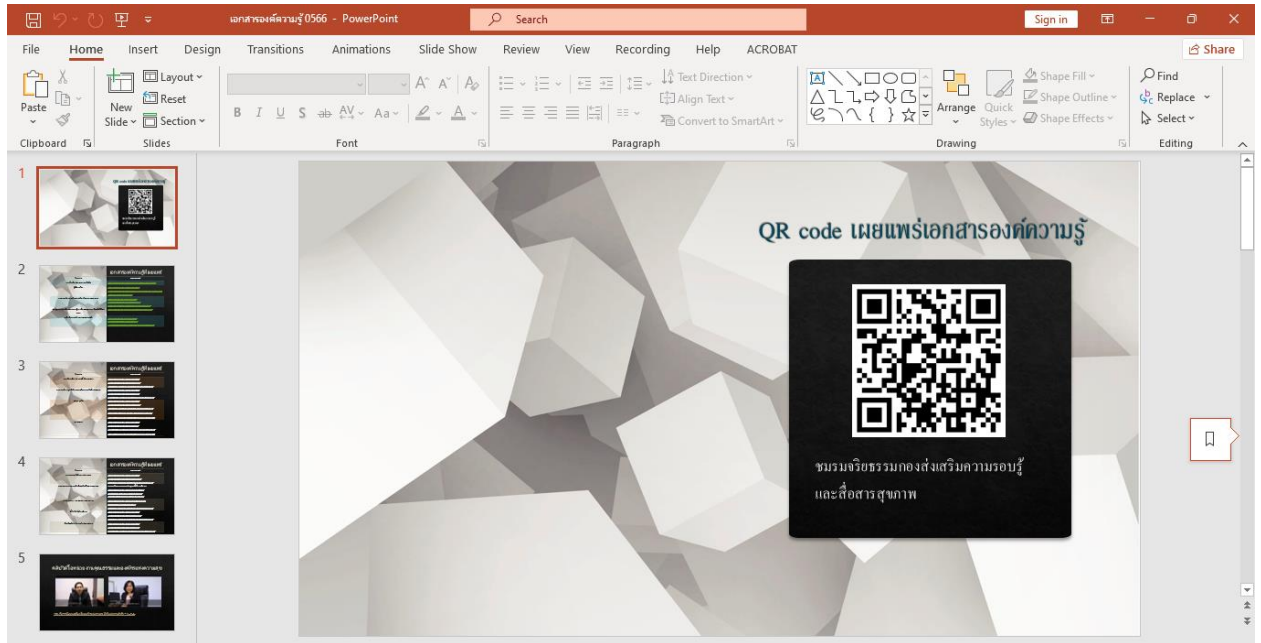 เอกสารองค์ความรู้ 0566 - PowerPoint
Search
Sign in
File Home Insert Design Transitions Animations Slide Show Review View Recording Help ACROBAT
Share
Paste
New Slide
Layout
Reset
Section
B I U S ab AV Aa A
A A A
Text Direction
Align Text
Convert to SmartArt
Arrange
Quick Styles
Shape Fill
Shape Outline
Shape Effects
Find
Replace
Select
Clipboard Slides Font Paragraph Drawing Editing
1
2
3
4
5
QR code เผยแพร่เอกสารองค์ความรู้
ชมรมจริยธรรมกองส่งเสริมความรอบรู้
และสื่อสารสุขภาพ